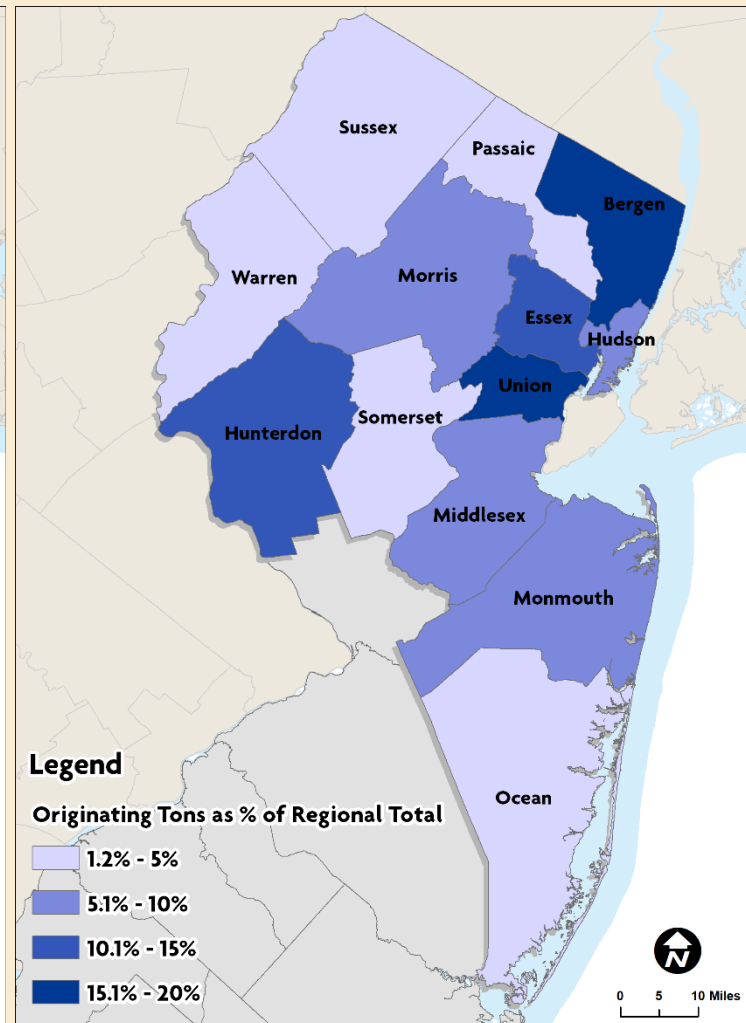 Sussex
Passaic
Bergen
Warren
Morris
Essex
Hudson
Union
Somerset
Hunterdon
Middlesex
Monmouth
Ocean
Legend
Originating Tons as % of Regional Total
1.2% - 5%
5.1% - 10%
10.1% - 15%
15.1% - 20%
N
0 5 10 Miles